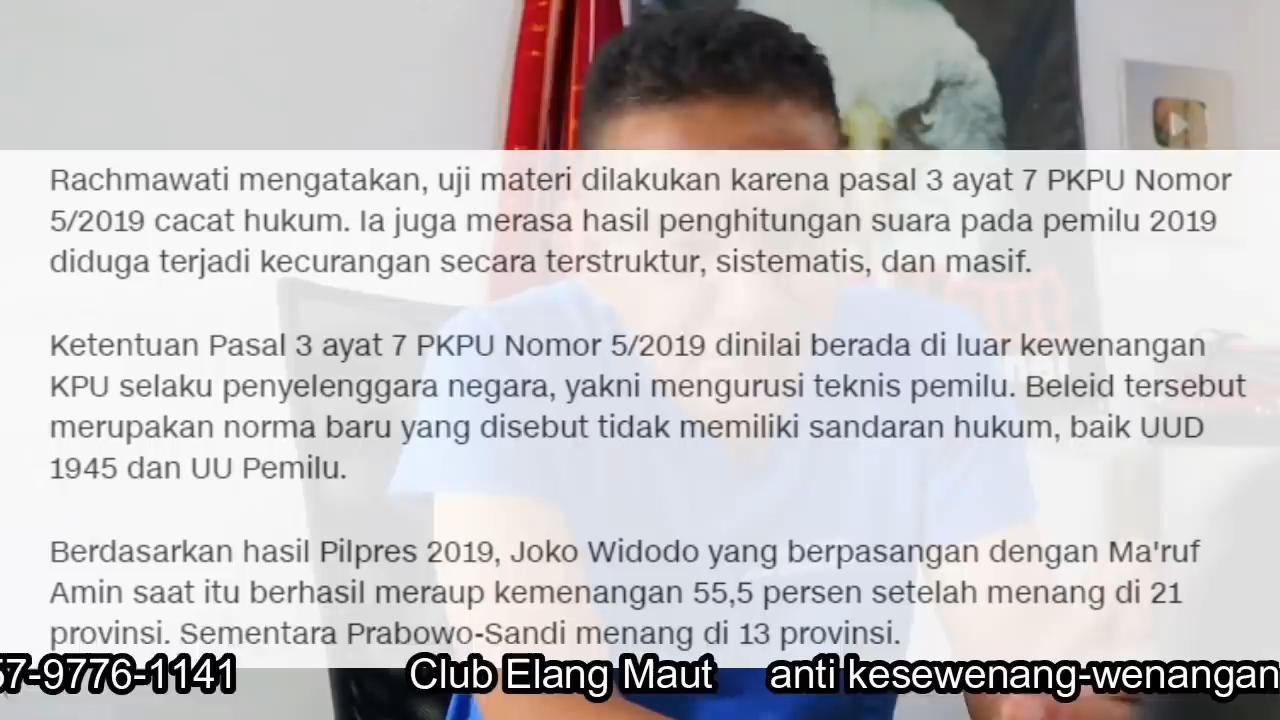 Rachmawati mengatakan, uji materi dilakukan karena pasal 3 ayat 7 PKPU Nomor
5/2019 cacat hukum. Ia juga merasa hasil penghitungan suara pada pemilu 2019
diduga terjadi kecurangan secara terstruktur, sistematis, dan masif.
Ketentuan Pasal 3 ayat 7 PKPU Nomor 5/2019 dinilai berada di luar kewenangan
KPU selaku penyelenggara negara, yakni mengurusi teknis pemilu. Beleid tersebut
merupakan norma baru yang disebut tidak memiliki sandaran hukum, baik UUD
1945 dan UU Pemilu.
Berdasarkan hasil Pilpres 2019, Joko Widodo yang berpasangan dengan Ma'ruf
Amin saat itu berhasil meraup kemenangan 55,5 persen setelah menang di 21
provinsi. Sementara Prabowo-Sandi menang di 13 provinsi.
57-9776-1141 Club Elang Maut anti kesewenang-wenangan